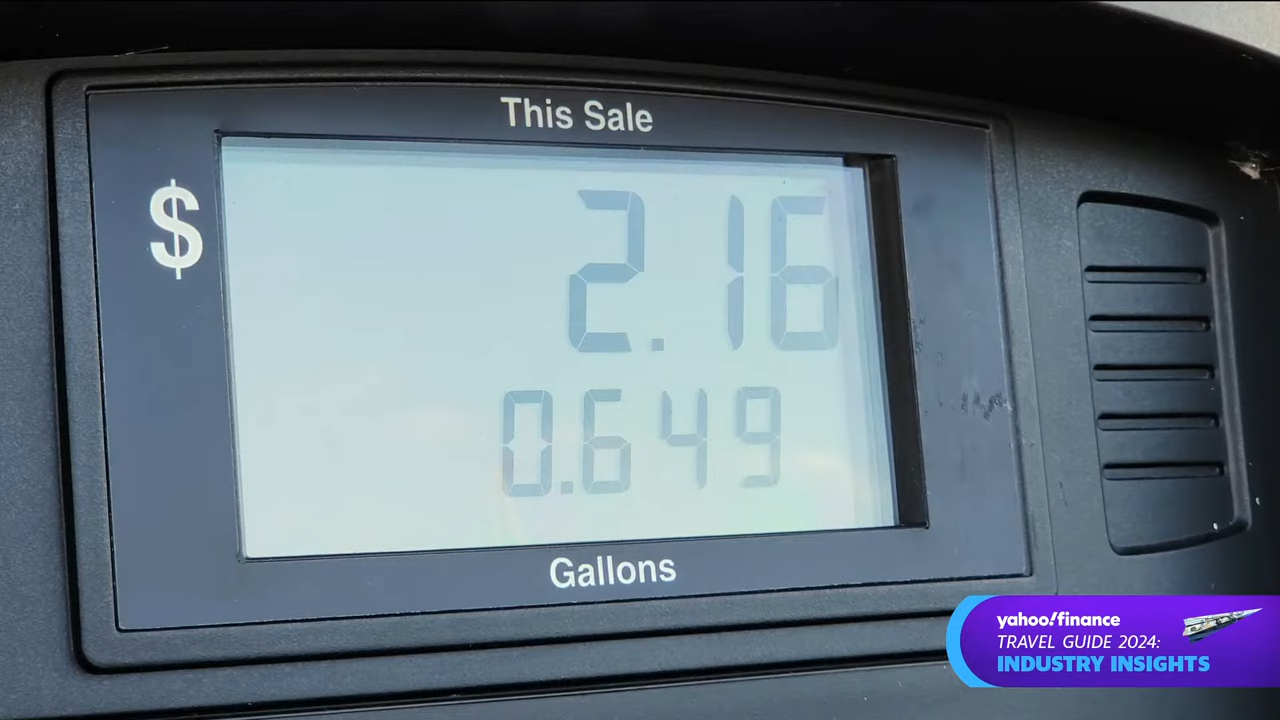 This Sale
$
2.16
0.649
Gallons
yahoo!finance
TRAVEL GUIDE 2024:
INDUSTRY INSIGHTS